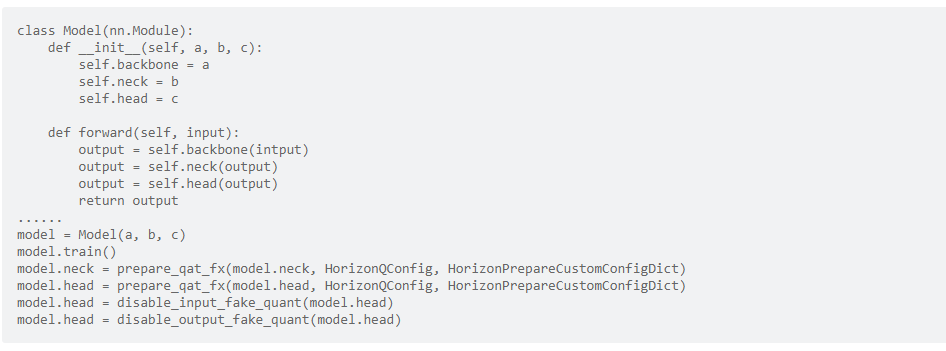 class Model(nn.Module):
    def __init__(self, a, b, c):
        self.backbone = a
        self.neck = b
        self.head = c

    def forward(self, input):
        output = self.backbone(intput)
        output = self.neck(output)
        output = self.head(output)
        return output
......
model = Model(a, b, c)
model.train()
model.neck = prepare_qat_fx(model.neck, HorizonQConfig, HorizonPrepareCustomConfigDict)
model.head = prepare_qat_fx(model.head, HorizonQConfig, HorizonPrepareCustomConfigDict)
model.head = disable_input_fake_quant(model.head)
model.head = disable_output_fake_quant(model.head)